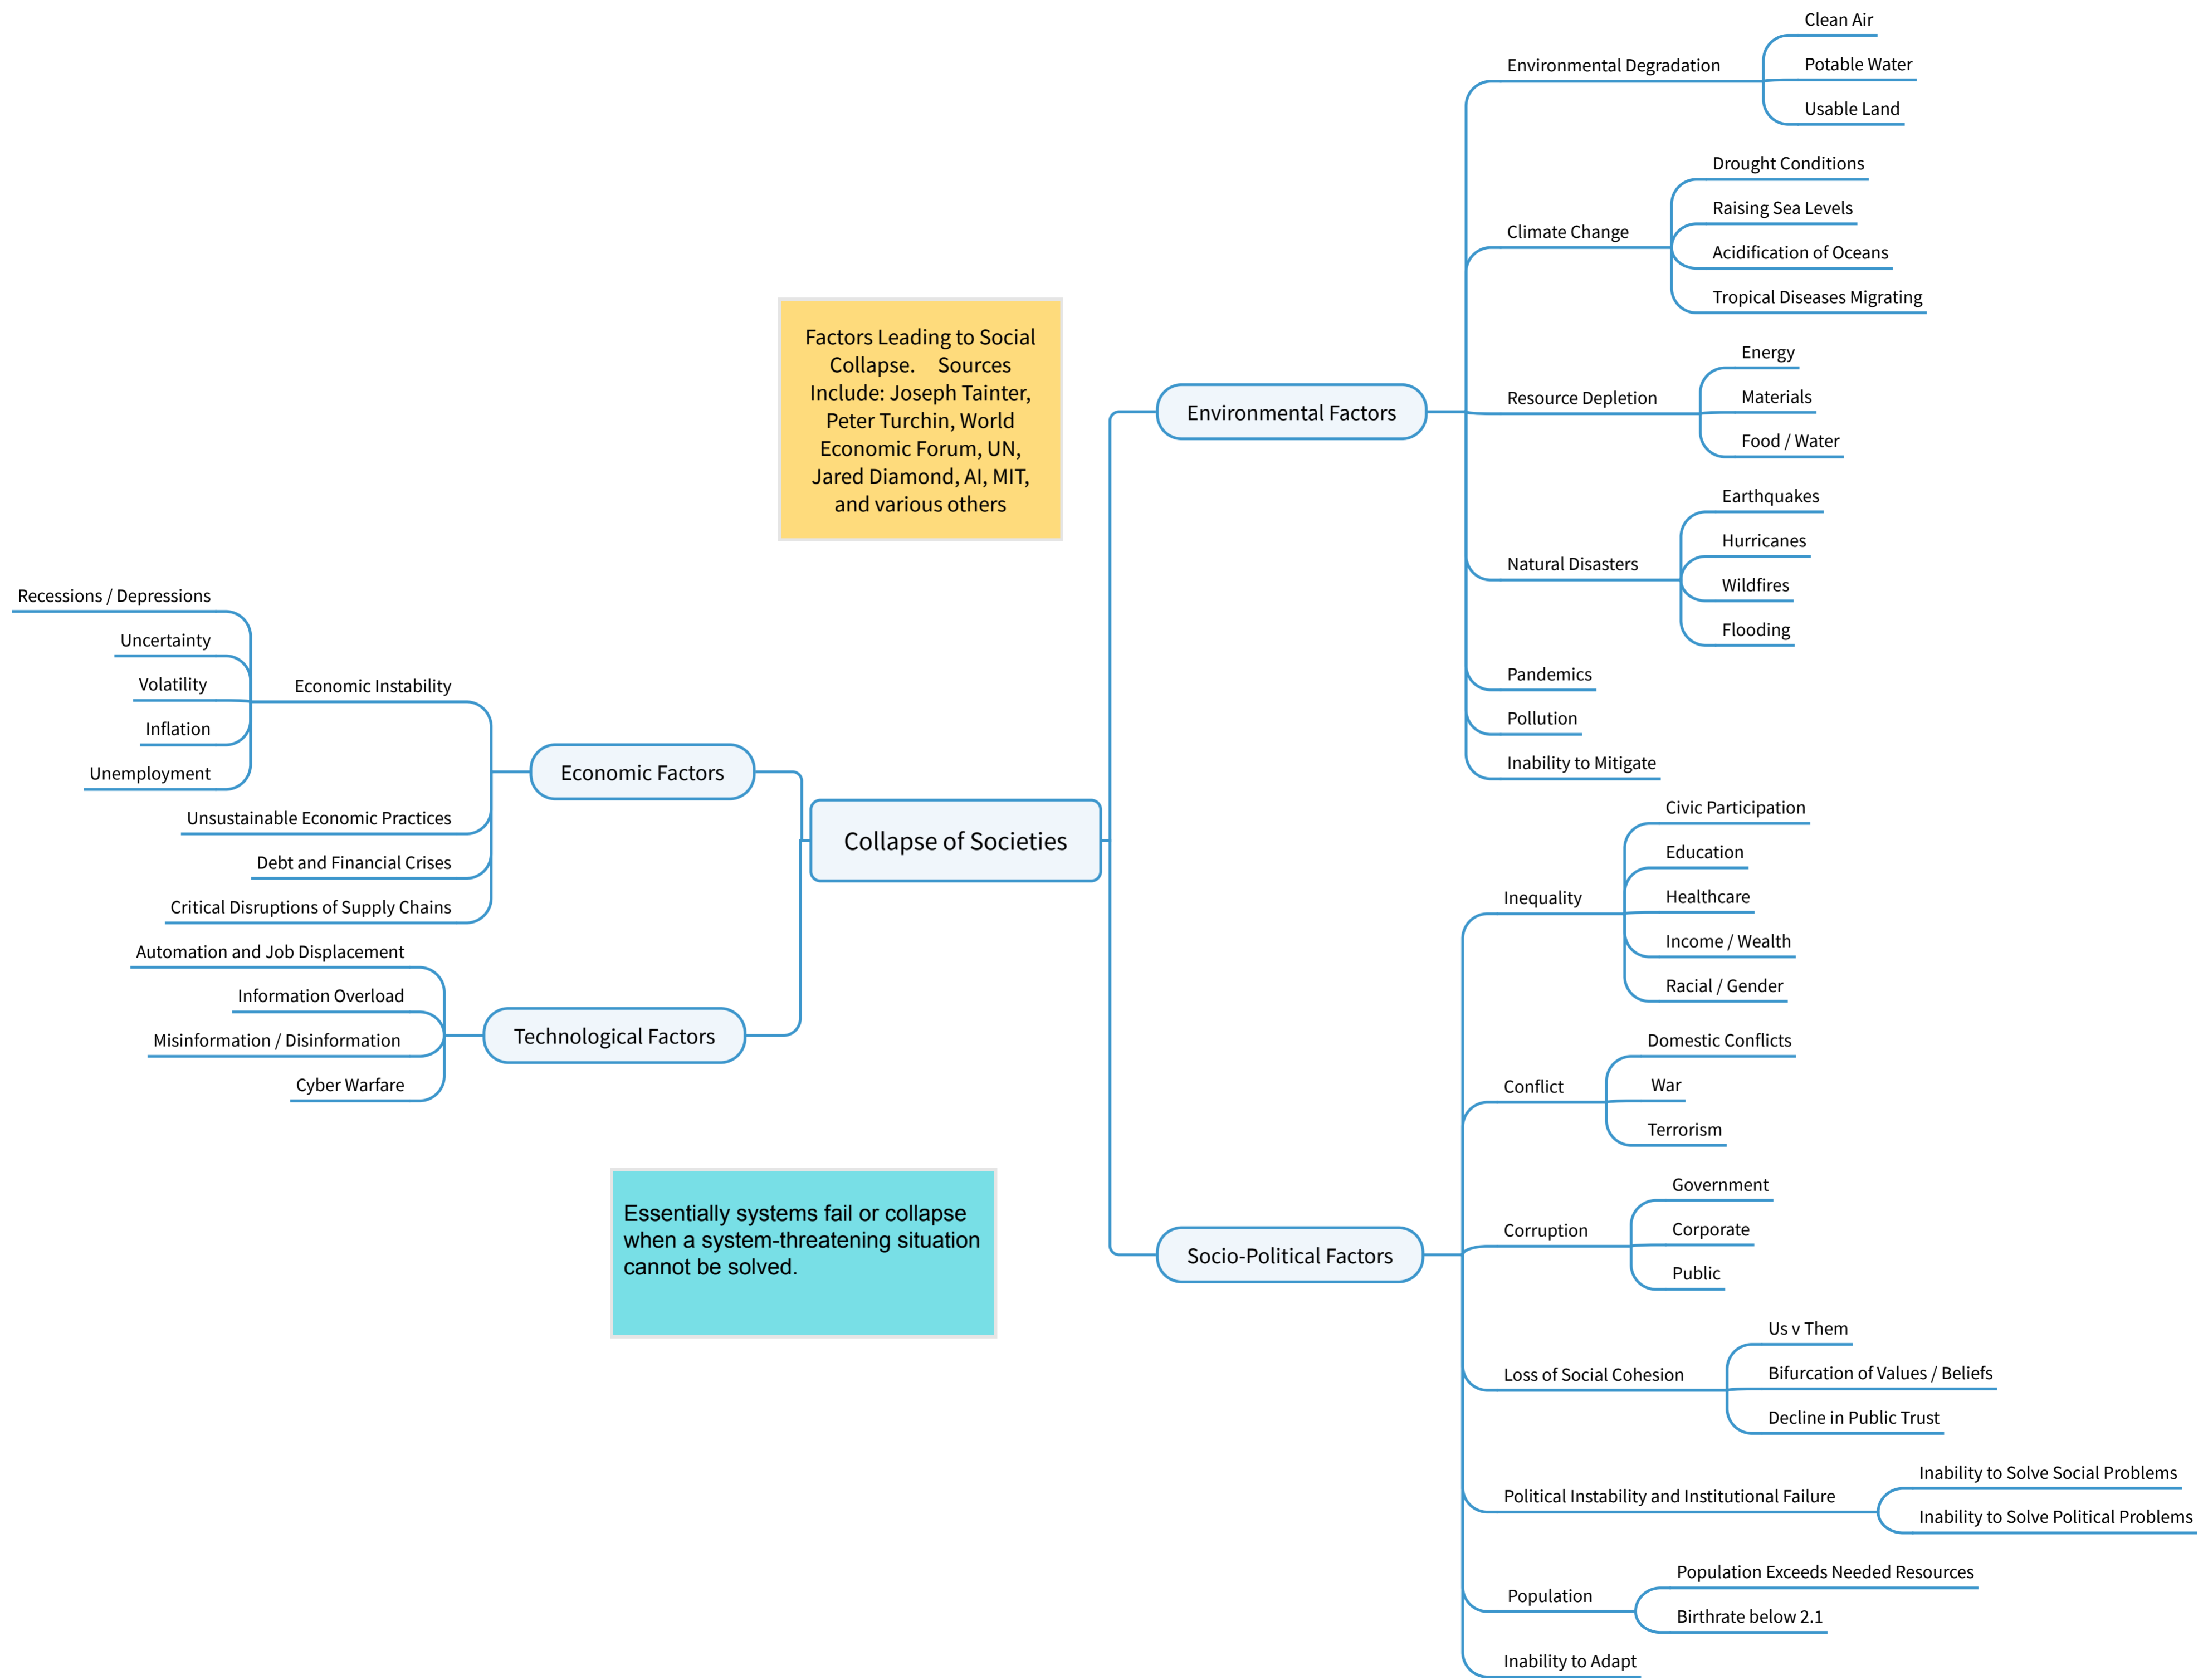 Collapse of Societies
Factors Leading to Social
Collapse.    Sources
Include: Joseph Tainter,
Peter Turchin, World
Economic Forum, UN,
Jared Diamond, AI, MIT,
and various others
Environmental Factors
Environmental Degradation
Clean Air
Potable Water
Usable Land
Climate Change
Drought Conditions
Raising Sea Levels
Acidification of Oceans
Tropical Diseases Migrating
Resource Depletion
Energy
Materials
Food / Water
Natural Disasters
Earthquakes
Hurricanes
Wildfires
Flooding
Pandemics
Pollution
Inability to Mitigate
Socio-Political Factors
Inequality
Civic Participation
Education
Healthcare
Income / Wealth
Racial / Gender
Conflict
Domestic Conflicts
War
Terrorism
Corruption
Government
Corporate
Public
Loss of Social Cohesion
Us v Them
Bifurcation of Values / Beliefs
Decline in Public Trust
Political Instability and Institutional Failure
Inability to Solve Social Problems
Inability to Solve Political Problems
Population
Population Exceeds Needed Resources
Birthrate below 2.1
Inability to Adapt
Economic Factors
Economic Instability
Recessions / Depressions
Uncertainty
Volatility
Inflation
Unemployment
Unsustainable Economic Practices
Debt and Financial Crises
Critical Disruptions of Supply Chains
Technological Factors
Automation and Job Displacement
Information Overload
Misinformation / Disinformation
Cyber Warfare
Essentially systems fail or collapse
when a system-threatening situation
cannot be solved.